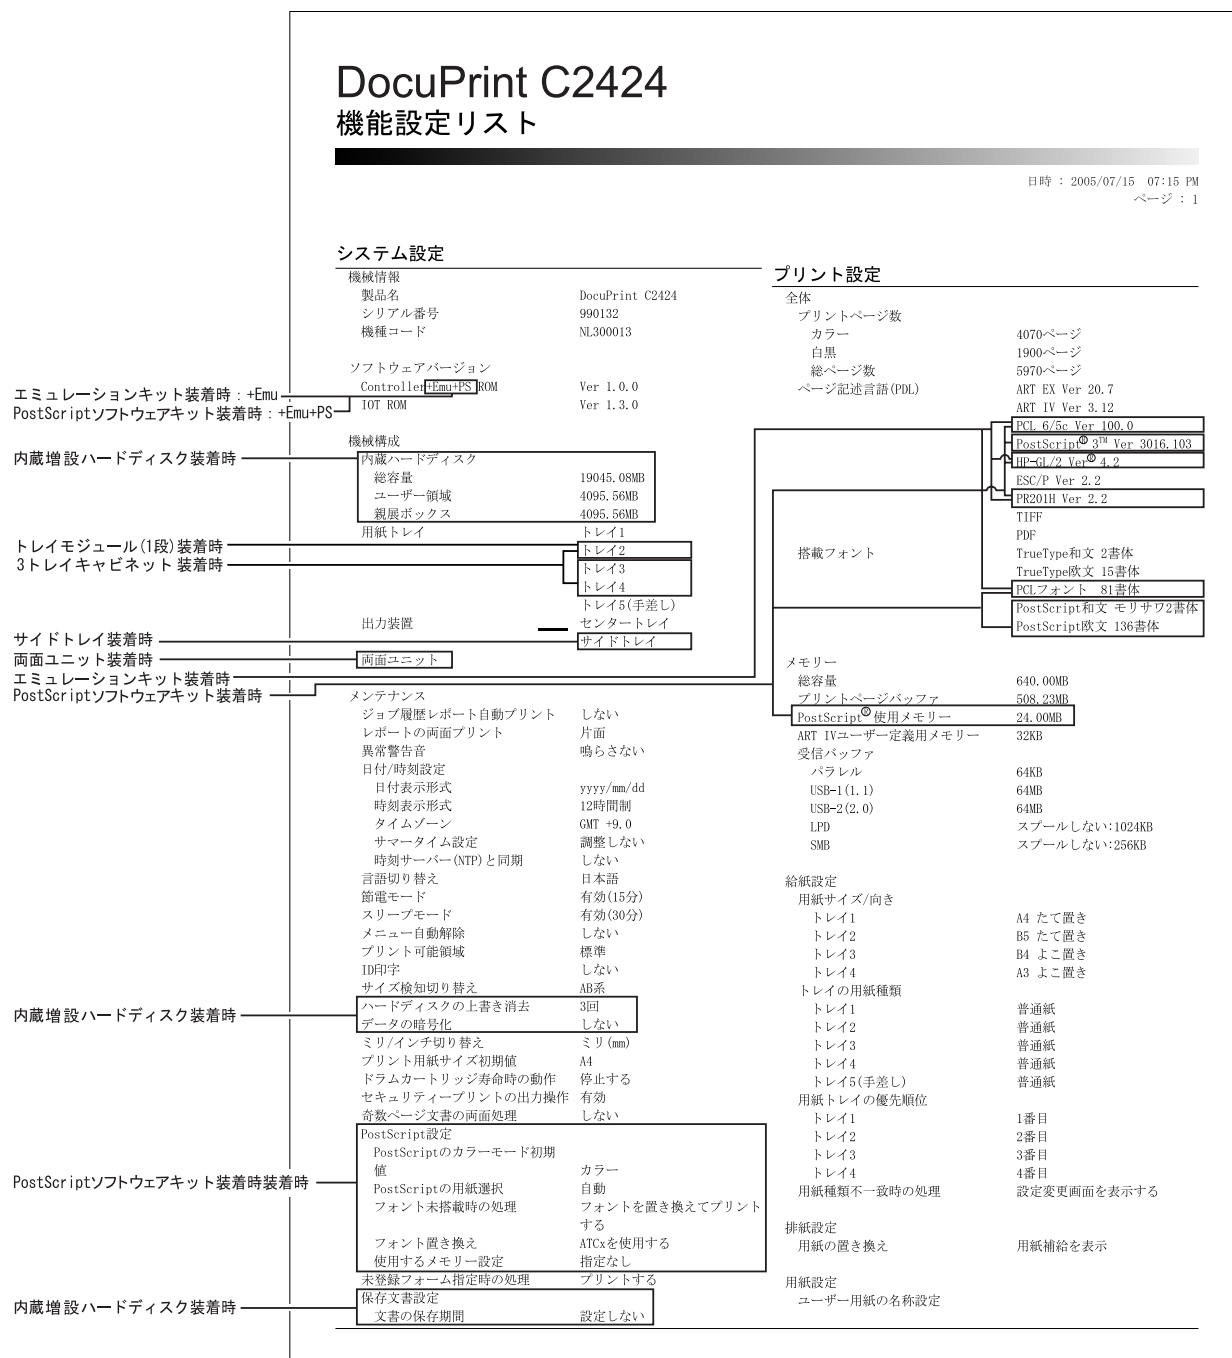 DocuPrint C2424
機能設定リスト
日時 : 2005/07/15 07:15 PM
ページ : 1
システム設定
機械情報
製品名 DocuPrint C2424
シリアル番号 990132
機種コード NL300013
ソフトウェアバージョン
Controller+Emu+PS ROM Ver 1.0.0
IOT ROM Ver 1.3.0
エミュレーションキット装着時：+Emu
PostScriptソフトウェアキット装着時：+Emu+PS
機械構成
内蔵増設ハードディスク装着時
内蔵ハードディスク
総容量 19045.08MB
ユーザー領域 4095.56MB
親展ボックス 4095.56MB
用紙トレイ トレイ1
トレイモジュール(1段)装着時
トレイ2
3トレイキャビネット装着時
トレイ3
トレイ4
トレイ5(手差し)
出力装置 センタートレイ
サイドトレイ装着時
サイドトレイ
両面ユニット装着時
両面ユニット
エミュレーションキット装着時
PostScriptソフトウェアキット装着時
メンテナンス
ジョブ履歴レポート自動プリント しない
レポートの両面プリント 片面
異常警告音 鳴らさない
日付/時刻設定
日付表示形式 yyyy/mm/dd
時刻表示形式 12時間制
タイムゾーン GMT +9.0
サマータイム設定 調整しない
時刻サーバー(NTP)と同期 しない
言語切り替え 日本語
節電モード 有効(15分)
スリープモード 有効(30分)
メニュー自動解除 しない
プリント可能領域 標準
ID印字 しない
サイズ検知切り替え AB系
内蔵増設ハードディスク装着時
ハードディスクの上書き消去 3回
データの暗号化 しない
ミリ/インチ切り替え ミリ(mm)
プリント用紙サイズ初期値 A4
ドラムカートリッジ寿命時の動作 停止する
セキュリティープリントの出力操作 有効
奇数ページ文書の両面処理 しない
PostScript設定
PostScriptのカラーモード初期
値 カラー
PostScriptソフトウェアキット装着時装着時
PostScriptの用紙選択 自動
フォント未搭載時の処理 フォントを置き換えてプリント
する
フォント置き換え ATCxを使用する
使用するメモリー設定 指定なし
未登録フォーム指定時の処理 プリントする
内蔵増設ハードディスク装着時
保存文書設定
文書の保存期間 設定しない
プリント設定
全体
プリントページ数
カラー 4070ページ
白黒 1900ページ
総ページ数 5970ページ
ページ記述言語(PDL) ART EX Ver 20.7
ART IV Ver 3.12
PCL 6/5c Ver 100.0
PostScript® 3™ Ver 3016.103
HP-GL/2 Ver® 4.2
ESC/P Ver 2.2
PR201H Ver 2.2
TIFF
PDF
搭載フォント TrueType和文 2書体
TrueType欧文 15書体
PCLフォント 81書体
PostScript和文 モリサワ2書体
PostScript欧文 136書体
メモリー
総容量 640.00MB
プリントページバッファ 508.23MB
PostScript®使用メモリー 24.00MB
ART IVユーザー定義用メモリー 32KB
受信バッファ
パラレル 64KB
USB-1(1.1) 64MB
USB-2(2.0) 64MB
LPD スプールしない:1024KB
SMB スプールしない:256KB
給紙設定
用紙サイズ/向き
トレイ1 A4 たて置き
トレイ2 B5 たて置き
トレイ3 B4 よこ置き
トレイ4 A3 よこ置き
トレイの用紙種類
トレイ1 普通紙
トレイ2 普通紙
トレイ3 普通紙
トレイ4 普通紙
トレイ5(手差し) 普通紙
用紙トレイの優先順位
トレイ1 1番目
トレイ2 2番目
トレイ3 3番目
トレイ4 4番目
用紙種類不一致時の処理 設定変更画面を表示する
排紙設定
用紙の置き換え 用紙補給を表示
用紙設定
ユーザー用紙の名称設定